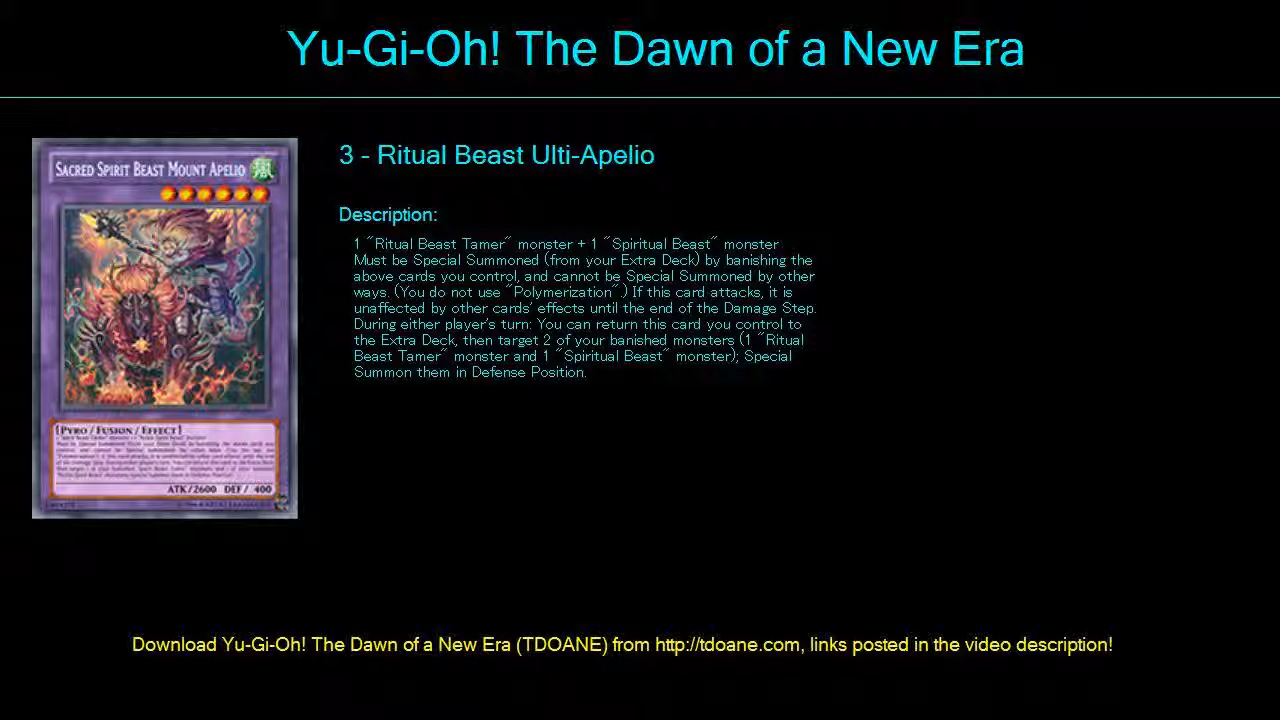 Yu-Gi-Oh! The Dawn of a New Era
SACRED SPIRIT BEAST MOUNT APELIO
3 - Ritual Beast Ulti-Apelio
Description:
1 "Ritual Beast Tamer" monster + 1 "Spiritual Beast" monster
Must be Special Summoned (from your Extra Deck) by banishing the
above cards you control, and cannot be Special Summoned by other
ways. (You do not use "Polymerization".) If this card attacks, it is
unaffected by other cards' effects until the end of the Damage Step.
During either player's turn: You can return this card you control to
the Extra Deck, then target 2 of your banished monsters (1 "Ritual
Beast Tamer" monster and 1 "Spiritual Beast" monster); Special
Summon them in Defense Position.
[PYRO / FUSION / EFFECT]
ATK/2600 DEF/ 400
Download Yu-Gi-Oh! The Dawn of a New Era (TDOANE) from http://tdoane.com, links posted in the video description!